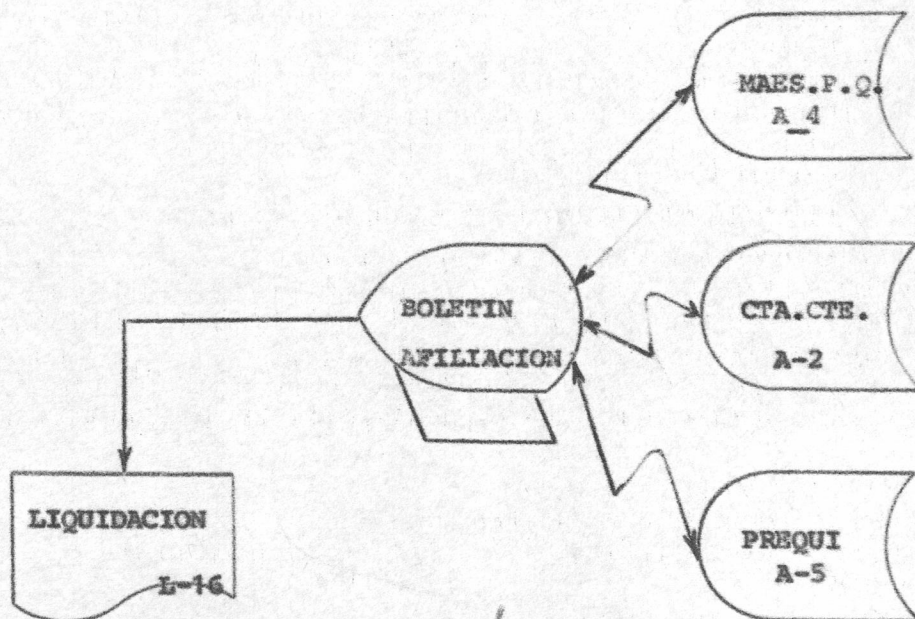 MAES.P.Q.
A_4
BOLETIN
AFILIACION
CTA.CTE.
A-2
LIQUIDACION
L-16
PREQUI
A-5